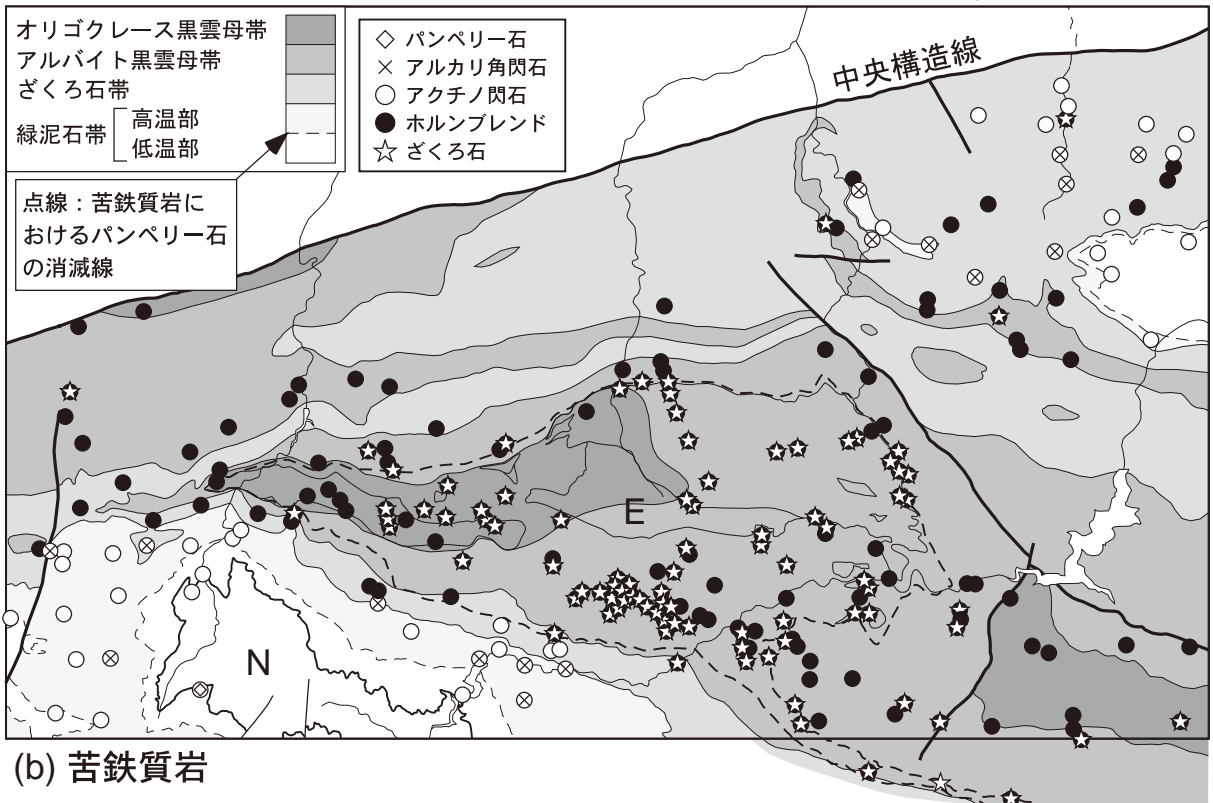 オリゴクレース黒雲母帯
アルバイト黒雲母帯
ざくろ石帯
緑泥石帯
高温部
低温部
点線：苦鉄質岩に
おけるパンペリー石
の消滅線
パンペリー石
アルカリ角閃石
アクチノ閃石
ホルンブレンド
ざくろ石
中央構造線
E
N
(b) 苦鉄質岩